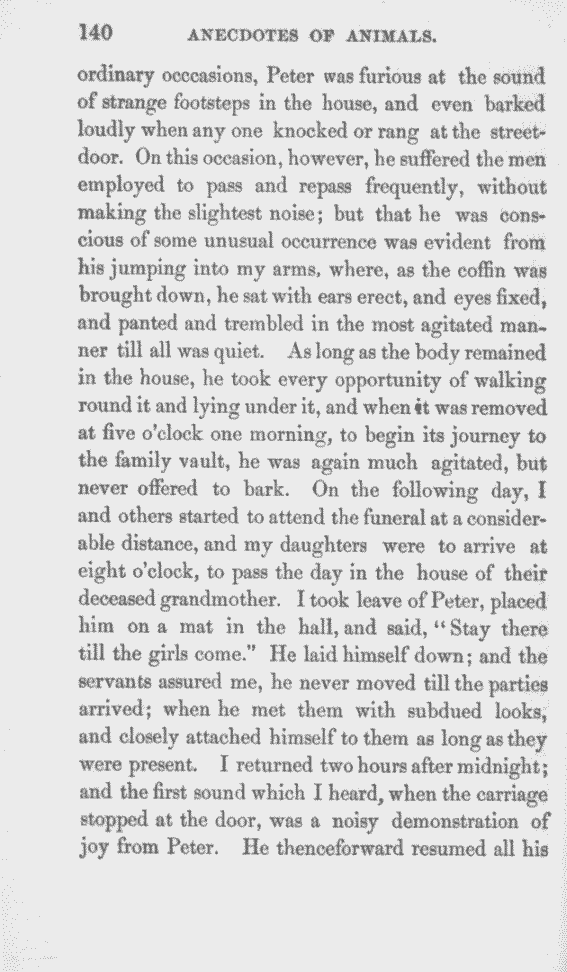 140 ANECDOTES OF ANIMALS.
ordinary occcasions, Peter was furious at the sound
of strange footsteps in the house, and even barked
loudly when any one knocked or rang at the street-
door. On this occasion, however, he suffered the men
employed to pass and repass frequently, without
making the slightest noise; but that he was cons-
cious of some unusual occurrence was evident from
his jumping into my arms, where, as the coffin was
brought down, he sat with ears erect, and eyes fixed,
and panted and trembled in the most agitated man-
ner till all was quiet. As long as the body remained
in the house, he took every opportunity of walking
round it and lying under it, and when it was removed
at five o'clock one morning, to begin its journey to
the family vault, he was again much agitated, but
never offered to bark. On the following day, I
and others started to attend the funeral at a consider-
able distance, and my daughters were to arrive at
eight o'clock, to pass the day in the house of their
deceased grandmother. I took leave of Peter, placed
him on a mat in the hall, and said, "Stay there
till the girls come." He laid himself down; and the
servants assured me, he never moved till the parties
arrived; when he met them with subdued looks,
and closely attached himself to them as long as they
were present. I returned two hours after midnight;
and the first sound which I heard, when the carriage
stopped at the door, was a noisy demonstration of
joy from Peter. He thenceforward resumed all his